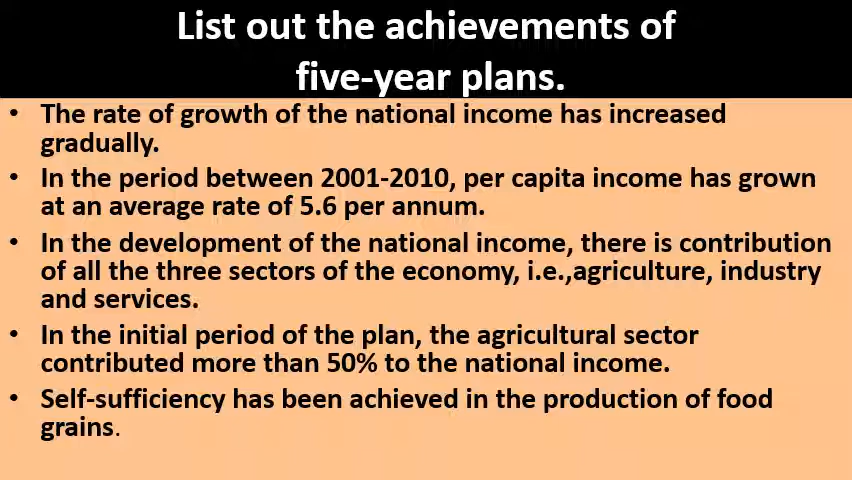 List out the achievements of
five-year plans.
• The rate of growth of the national income has increased
gradually.
• In the period between 2001-2010, per capita income has grown
at an average rate of 5.6 per annum.
• In the development of the national income, there is contribution
of all the three sectors of the economy, i.e.,agriculture, industry
and services.
• In the initial period of the plan, the agricultural sector
contributed more than 50% to the national income.
• Self-sufficiency has been achieved in the production of food
grains.